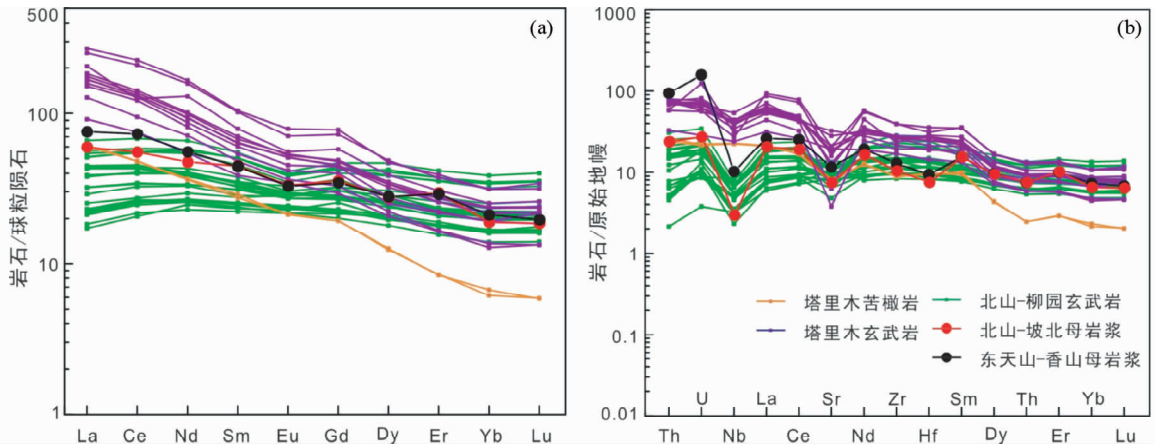 500
100
10
1
岩石/球粒陨石
(a)
La Ce Nd Sm Eu Gd Dy Er Yb Lu
1000
100
10
1
0.1
0.01
岩石/原始地幔
(b)
塔里木苦橄岩
塔里木玄武岩
北山-柳园玄武岩
北山-坡北母岩浆
东天山-香山母岩浆
U La Sr Zr Sm Th Yb
Th Nb Ce Nd Hf Dy Er Lu